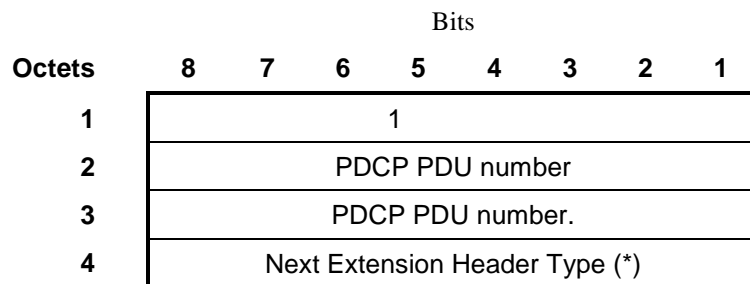 Bits
Octets 8 7 6 5 4 3 2 1
1 1
2 PDCP PDU number
3 PDCP PDU number.
4 Next Extension Header Type (*)